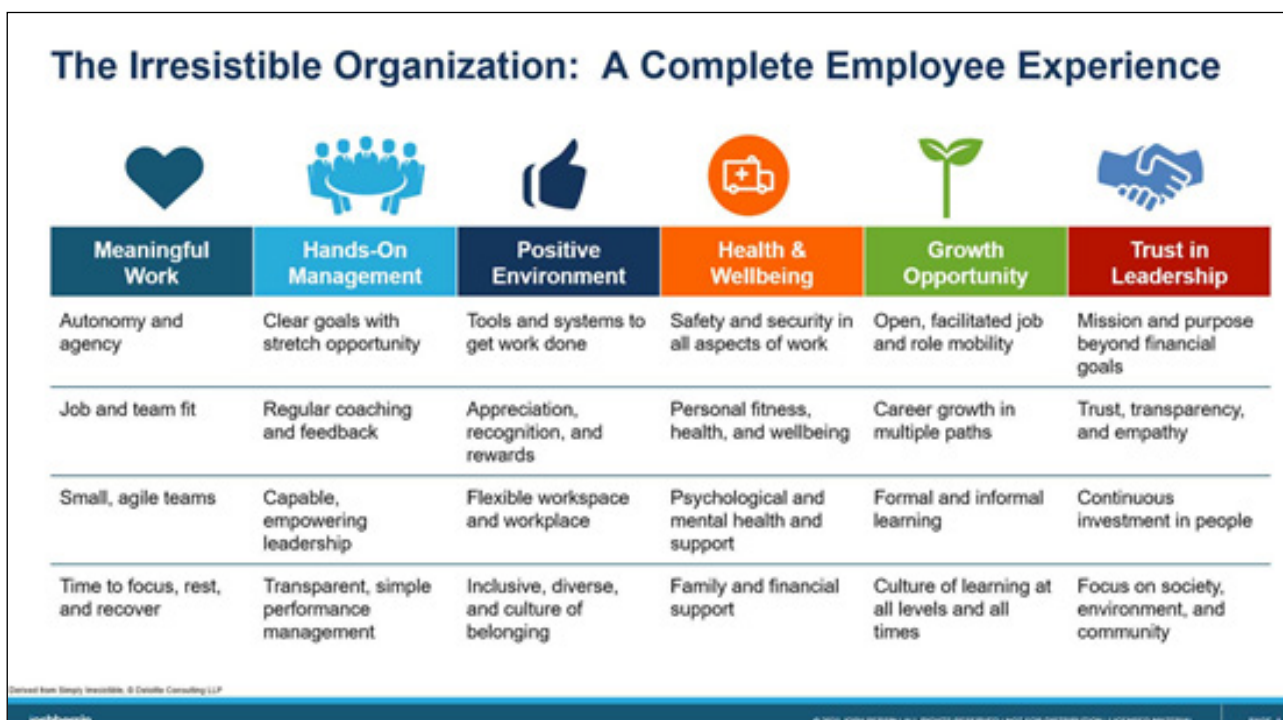 The Irresistible Organization: A Complete Employee Experience
Meaningful
Work
Hands-On
Management
Positive
Environment
Health &
Wellbeing
Growth
Opportunity
Trust in
Leadership
Autonomy and
agency
Clear goals with
stretch opportunity
Tools and systems to
get work done
Safety and security in
all aspects of work
Open, facilitated job
and role mobility
Mission and purpose
beyond financial
goals
Job and team fit
Regular coaching
and feedback
Appreciation,
recognition, and
rewards
Personal fitness,
health, and wellbeing
Career growth in
multiple paths
Trust, transparency,
and empathy
Small, agile teams
Capable,
empowering
leadership
Flexible workspace
and workplace
Psychological and
mental health and
support
Formal and informal
learning
Continuous
investment in people
Time to focus, rest,
and recover
Transparent, simple
performance
management
Inclusive, diverse,
and culture of
belonging
Family and financial
support
Culture of learning at
all levels and all
times
Focus on society,
environment, and
community
Derived from Simply Irresistible, © Deloitte Consulting LLP